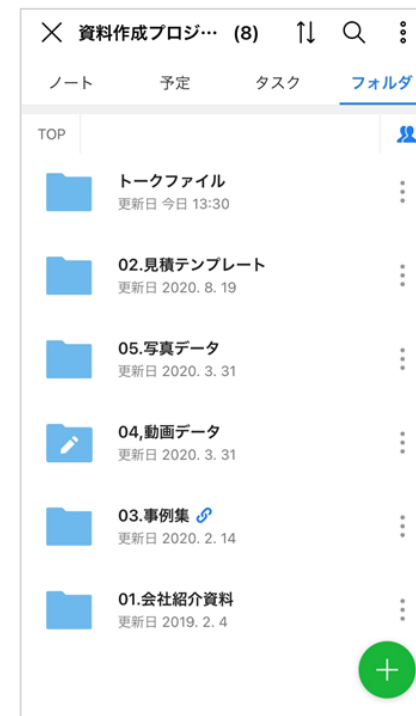 資料作成プロジ… (8)
ノート 予定 タスク フォルダ
TOP
トークファイル
更新日 今日 13:30
02.見積テンプレート
更新日 2020. 8. 19
05.写真データ
更新日 2020. 3. 31
04,動画データ
更新日 2020. 3. 31
03.事例集
更新日 2020. 2. 14
01.会社紹介資料
更新日 2019. 2. 4